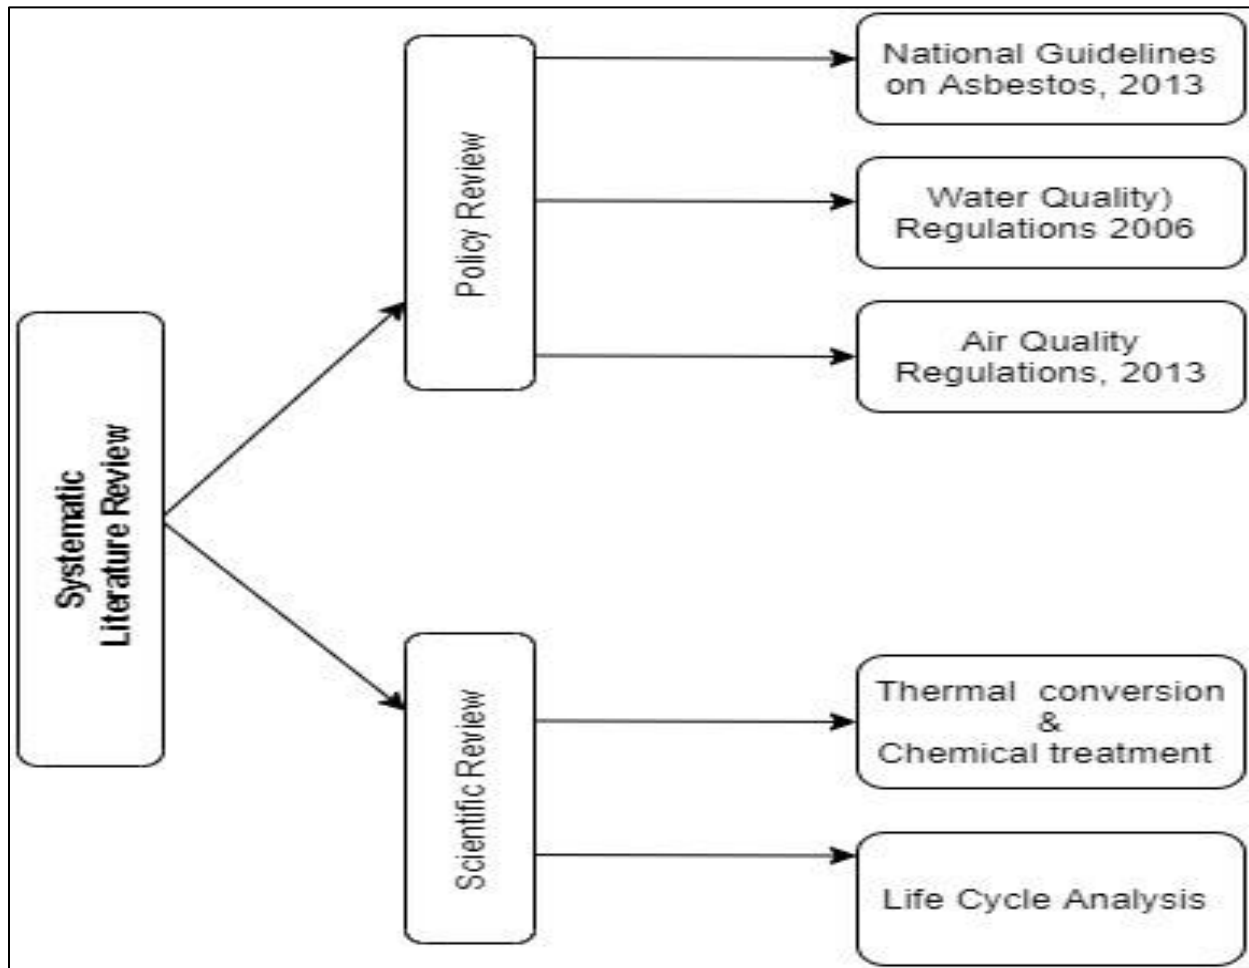 Systematic
Literature Review
Policy Review
National Guidelines
on Asbestos, 2013
Water Quality)
Regulations 2006
Air Quality
Regulations, 2013
Scientific Review
Thermal conversion
&
Chemical treatment
Life Cycle Analysis